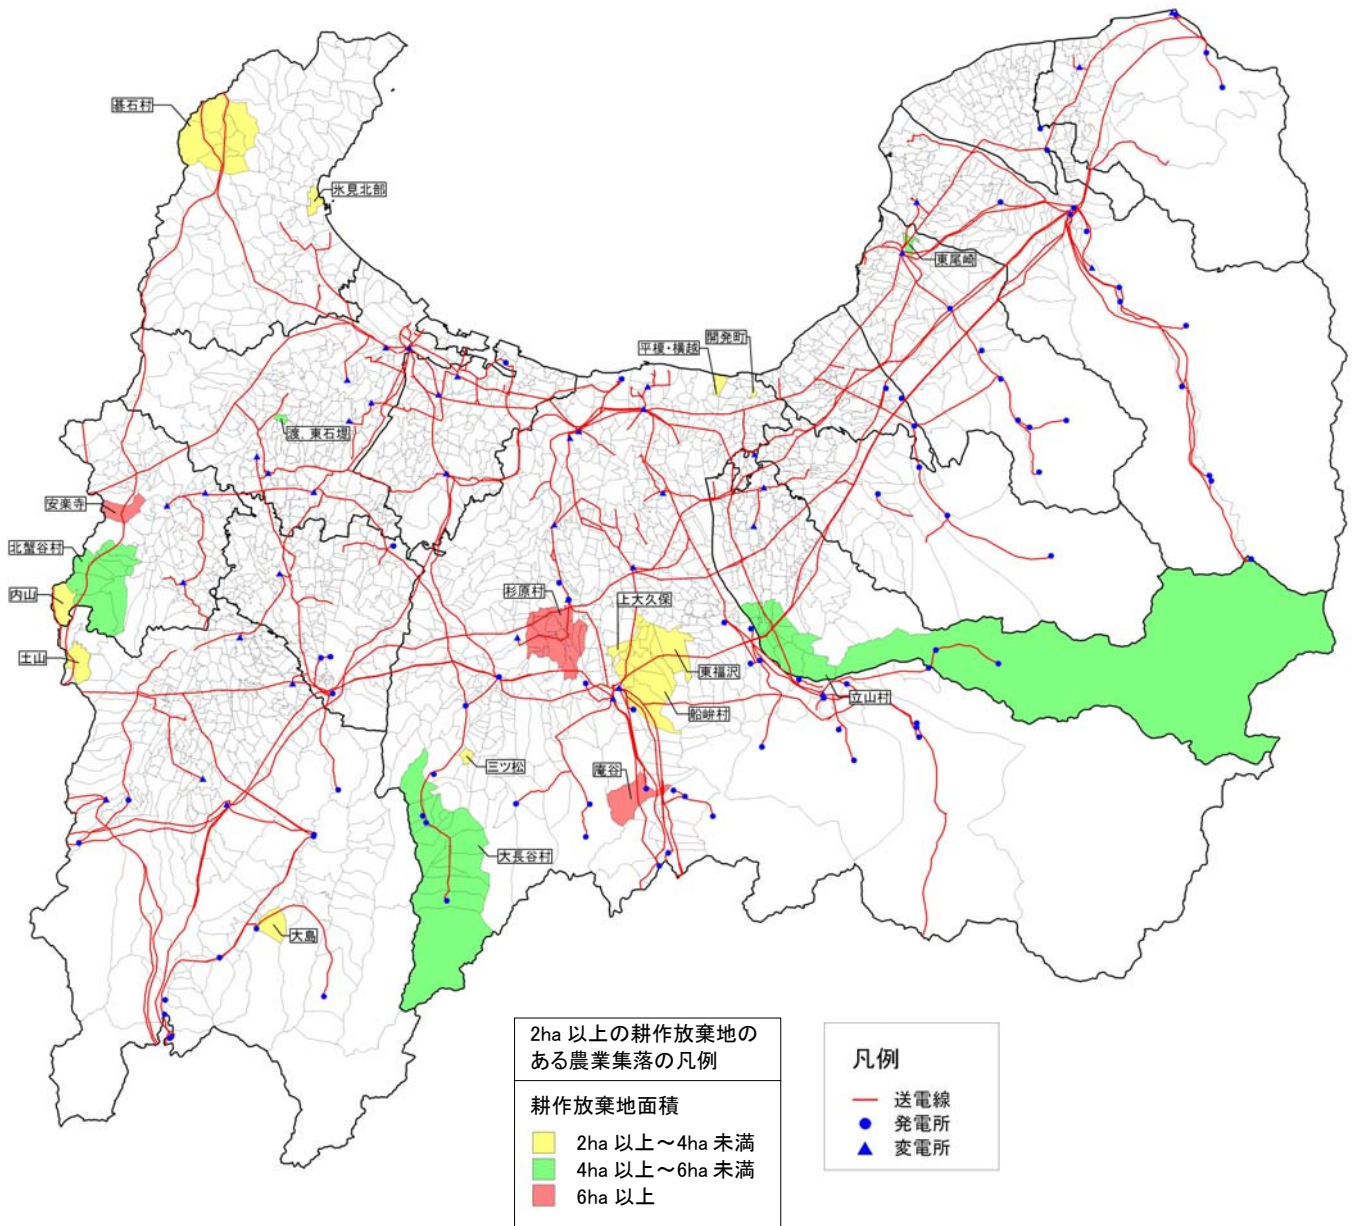 碁石村
氷見北部
東尾崎
開発町
平榎・横越
渡，東石堤
安楽寺
北蟹谷村
内山
土山
杉原村
上大久保
東福沢
船峅村
立山村
三ツ松
庵谷
大長谷村
大島
2ha 以上の耕作放棄地の
ある農業集落の凡例
耕作放棄地面積
2ha 以上～4ha 未満
4ha 以上～6ha 未満
6ha 以上
凡例
送電線
発電所
変電所